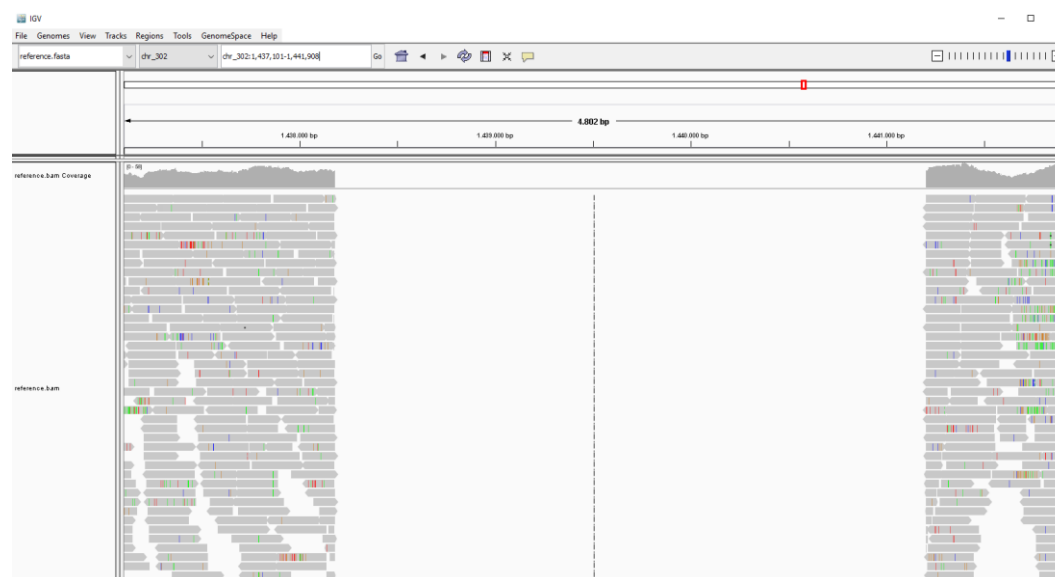 IGV
File Genomes View Tracks Regions Tools GenomeSpace Help
reference.fasta chr_302 chr_302:1,437,101-1,441,908 Go
4.802 bp
1.438.000 bp 1.439.000 bp 1.440.000 bp 1.441.000 bp
reference.bam Coverage
reference.bam